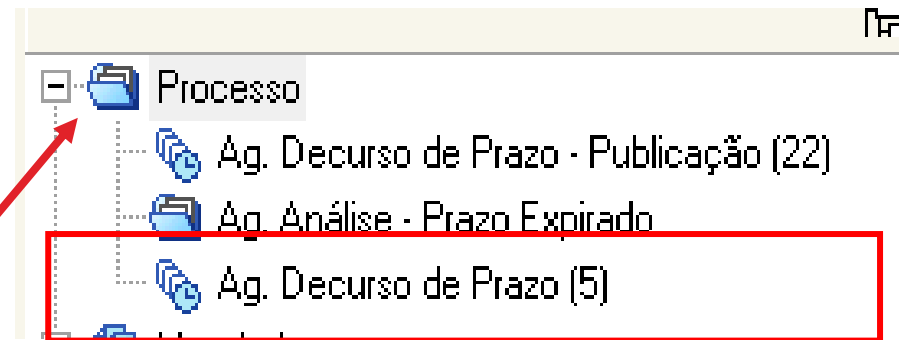 Processo
Ag. Decurso de Prazo - Publicação (22)
Ag. Análise - Prazo Expirado
Ag. Decurso de Prazo (5)